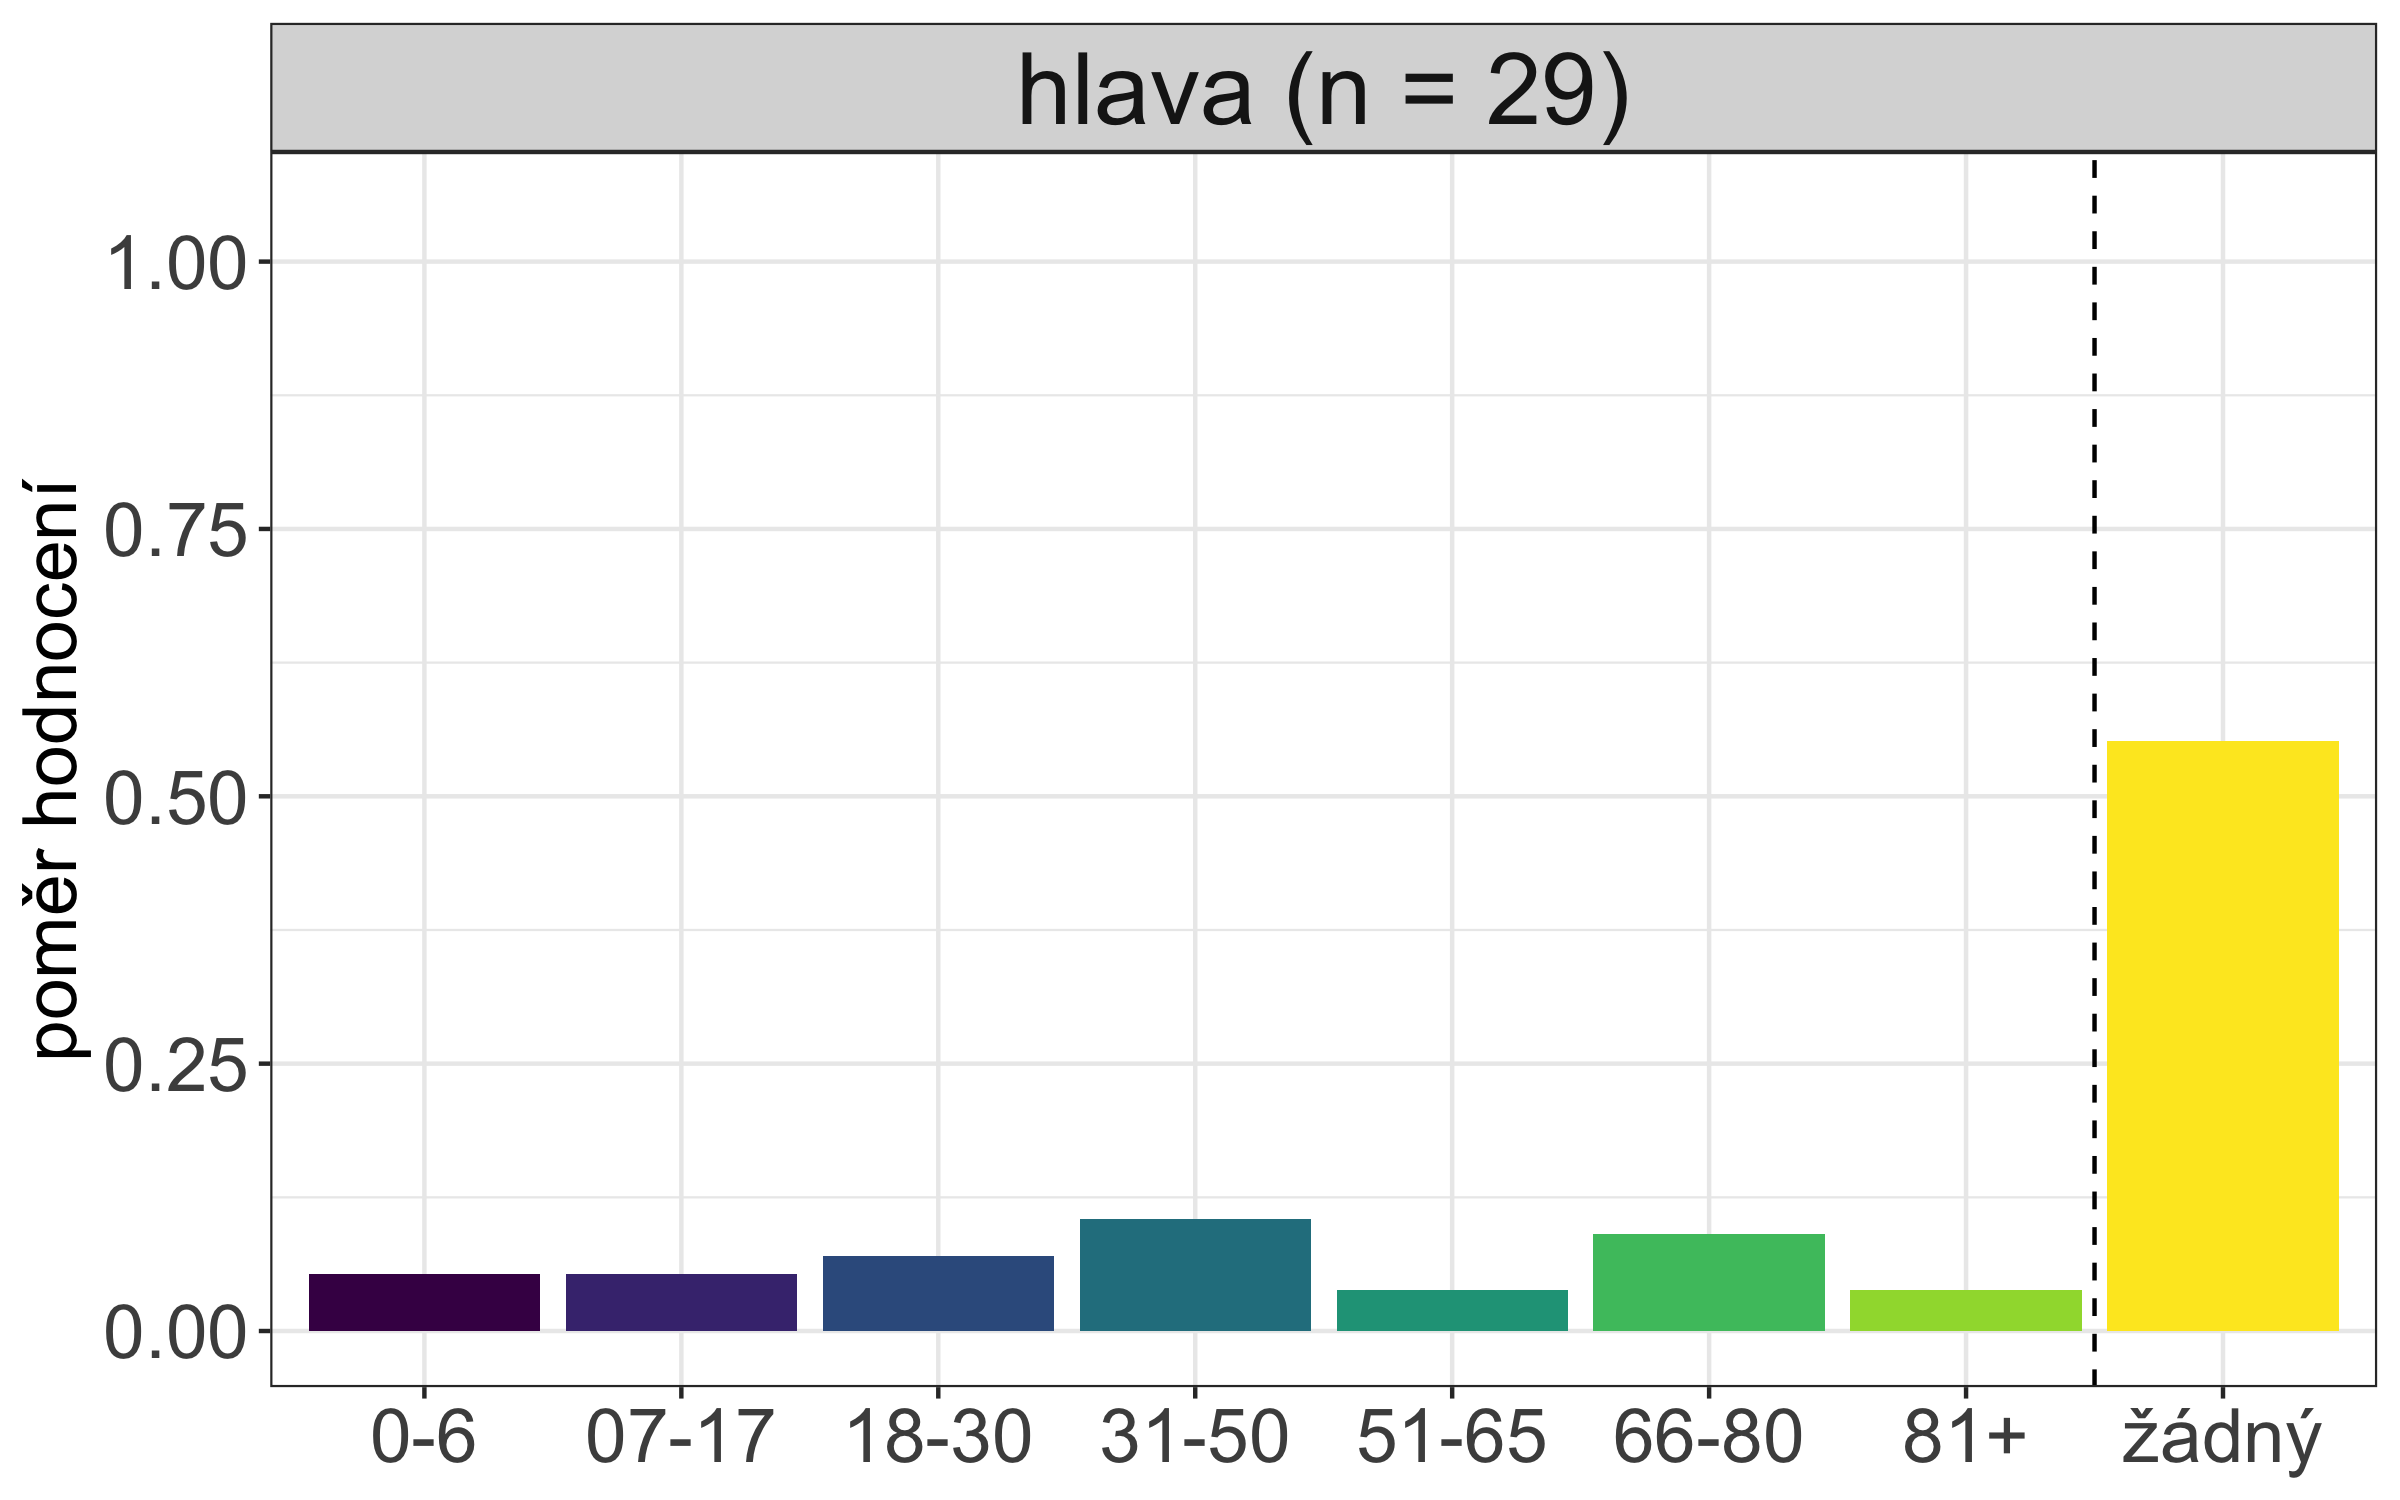 hlava (n = 29)
poměr hodnocení
1.00
0.75
0.50
0.25
0.00
0-6 07-17 18-30 31-50 51-65 66-80 81+ žádný